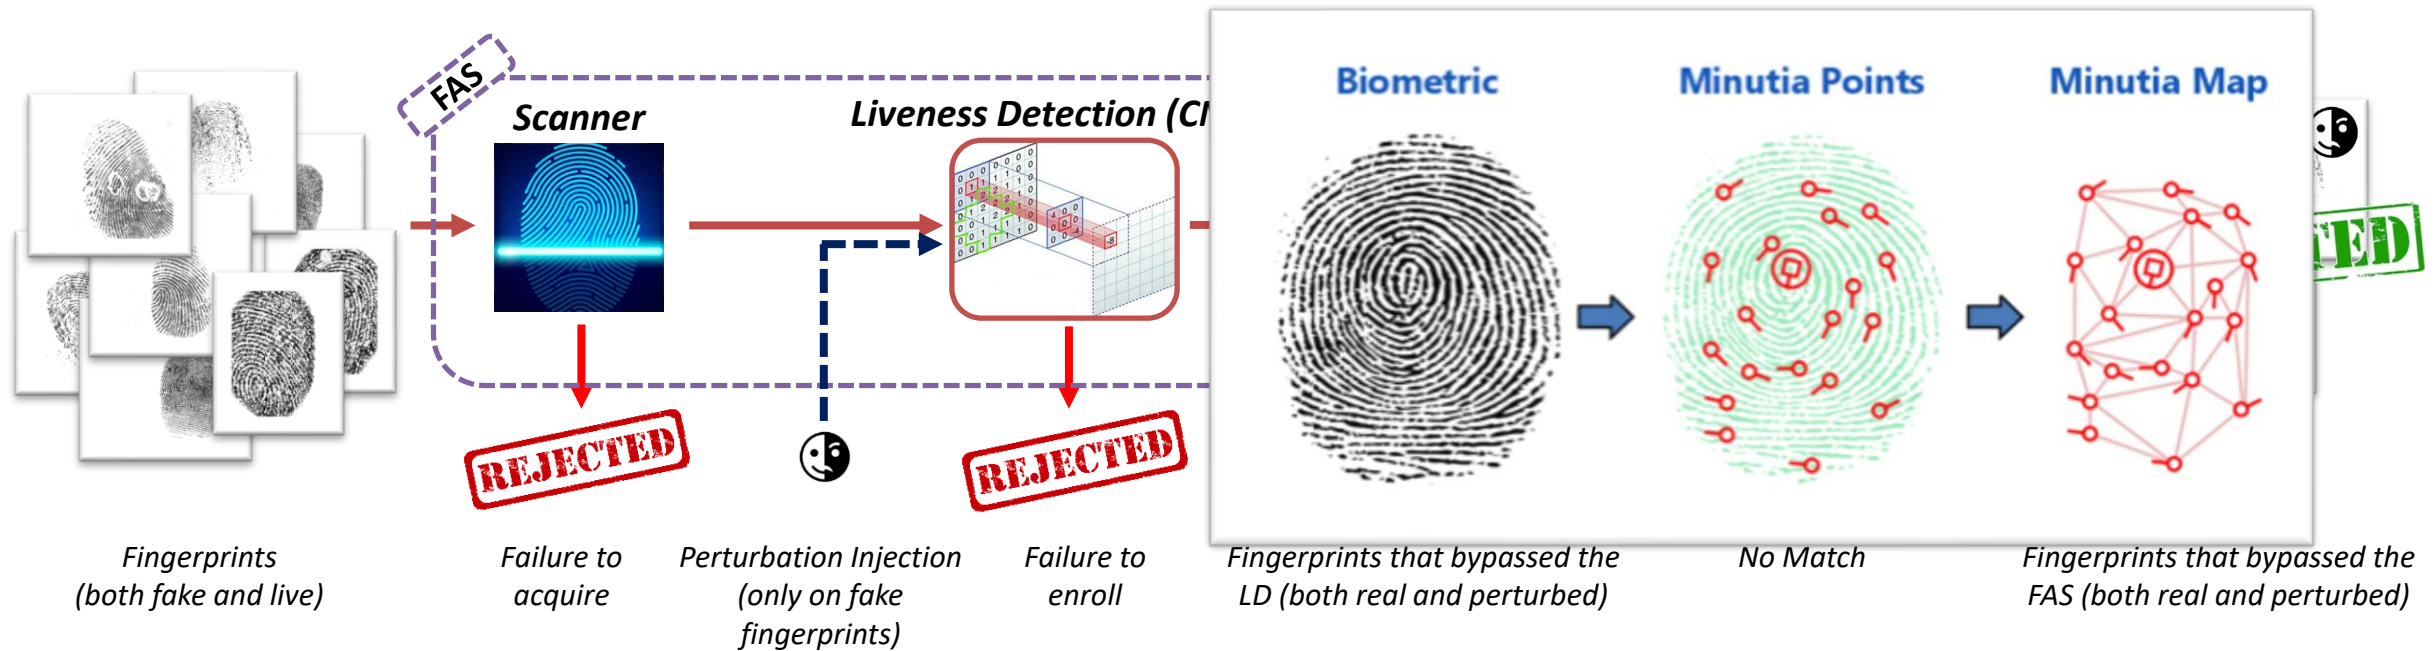 FAS
Scanner
Liveness Detection
Biometric
Minutia Points
Minutia Map
REJECTED
REJECTED
Fingerprints
(both fake and live)
Failure to
acquire
Perturbation Injection
(only on fake
fingerprints)
Failure to
enroll
Fingerprints that bypassed the
LD (both real and perturbed)
No Match
Fingerprints that bypassed the
FAS (both real and perturbed)